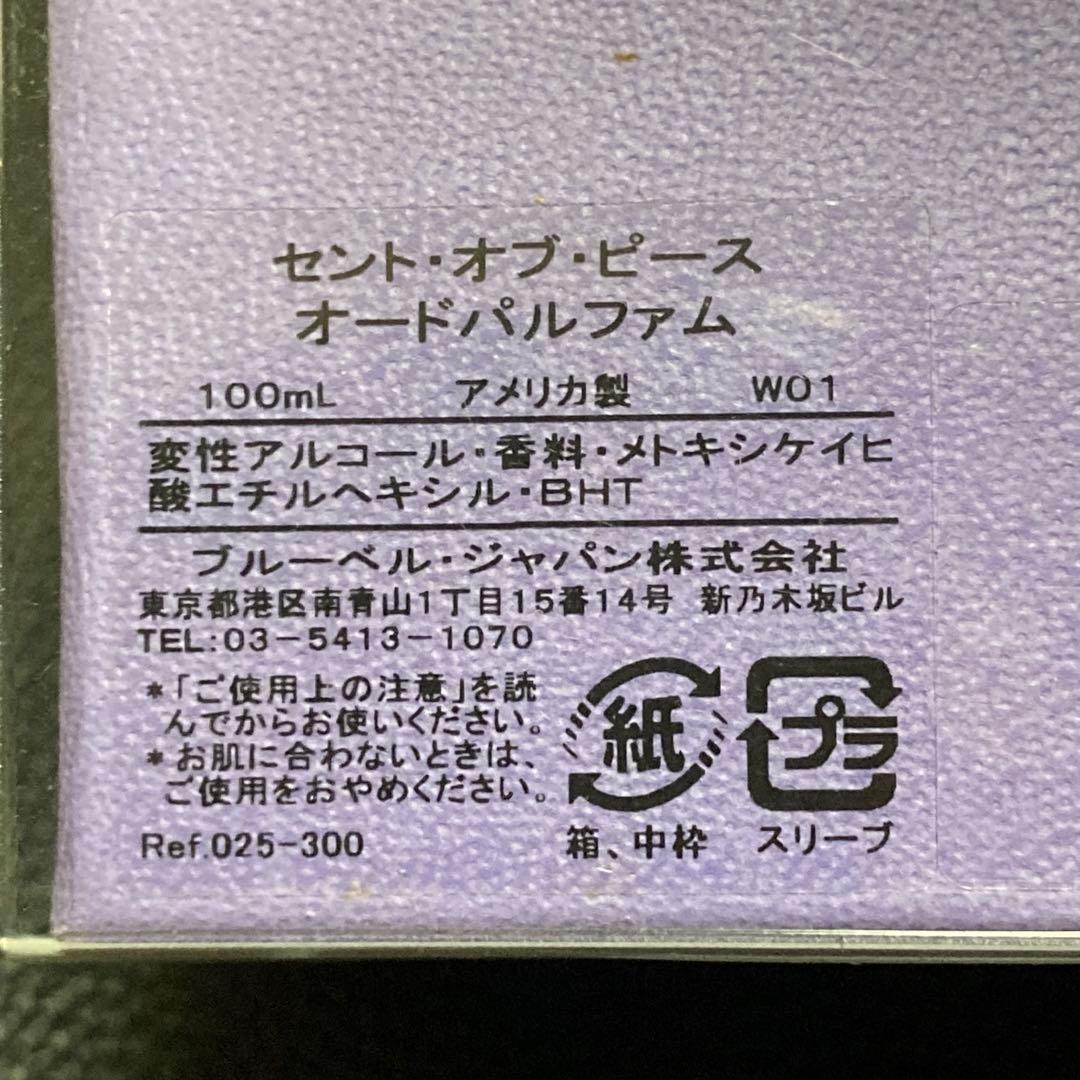 セント・オブ・ピース
オードパルファム
100mL アメリカ製 W01
変性アルコール・香料・メトキシケイヒ
酸エチルヘキシル・BHT
ブルーベル・ジャパン株式会社
東京都港区南青山1丁目15番14号 新乃木坂ビル
TEL:03-5413-1070
*「ご使用上の注意」を読
んでからお使いください。
*お肌に合わないときは、
ご使用をおやめください。
紙 プラ
箱、中枠 スリーブ
Ref.025-300